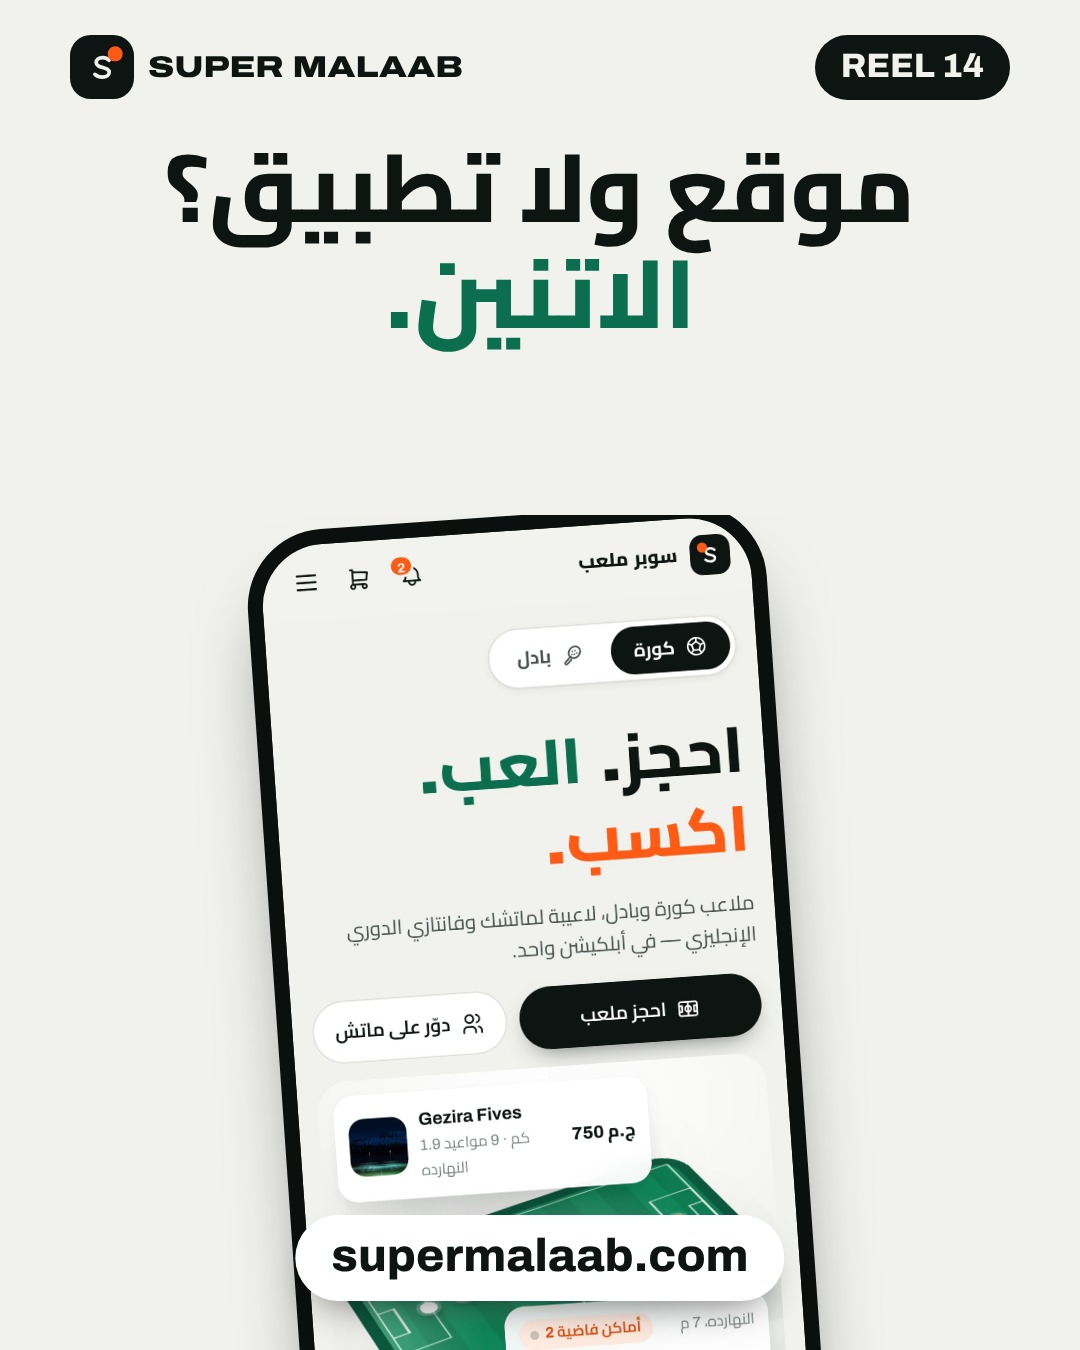 SUPER MALAAB
REEL 14
موقع ولا تطبيق؟
الاتنين.
سوبر ملعب
2
كورة
بادل
احجز. العب.
اكسب.
ملاعب كورة وبادل، لاعيبة لماتشك وفانتازي الدوري
الإنجليزي — في أبلكيشن واحد.
احجز ملعب
دوّر على ماتش
Gezira Fives
1.9 كم · 9 مواعيد
النهارده
750 ج.م
supermalaab.com
النهارده، 7 م
2 أماكن فاضية